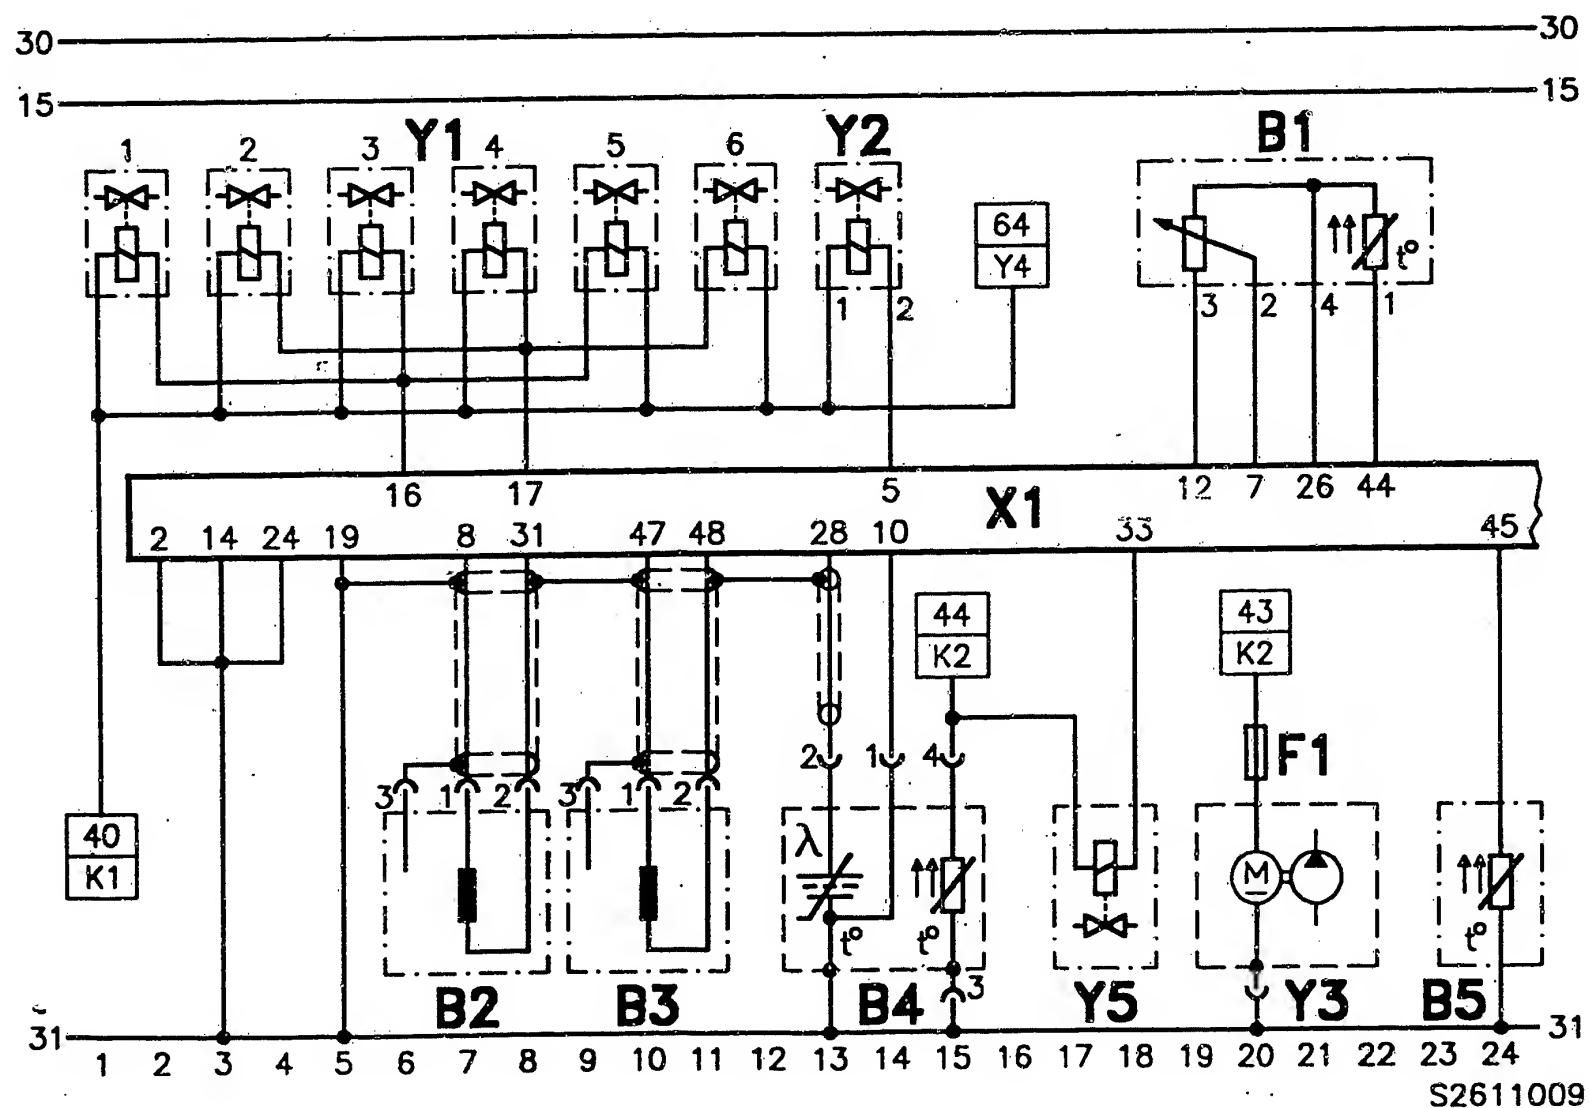 30 30
15 15
Y1 Y2 B1
1 2 3 4 5 6
64
Y4
t°
1 2 3 2 4 1
16 17 5 12 7 26 44
X1
2 14 24 19 8 31 47 48 28 10 33 45
44
K2
43
K2
2 1 4
F1
3 1 2 3 1 2
40
K1
λ
M
t° t° t°
3
B2 B3 B4 Y5 Y3 B5
31 31
1 2 3 4 5 6 7 8 9 10 11 12 13 14 15 16 17 18 19 20 21 22 23 24
S2611009